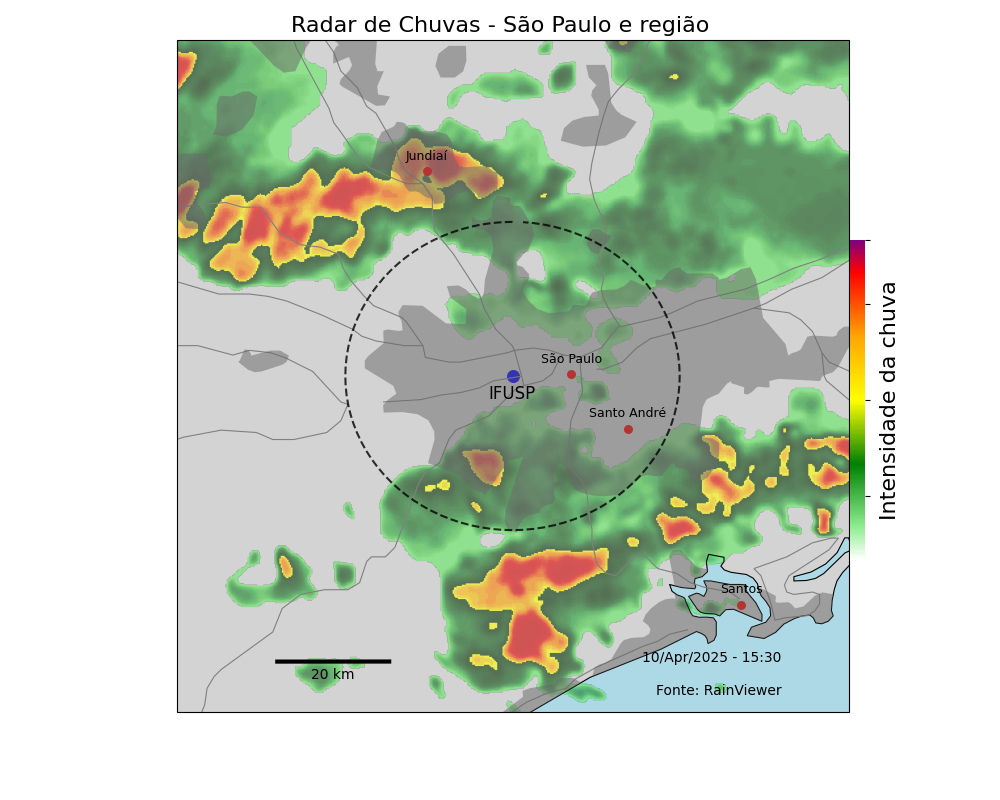 Radar de Chuvas - São Paulo e região
Jundiaí
São Paulo
IFUSP
Santo André
Intensidade da chuva
Santos
10/Apr/2025 - 15:30
20 km
Fonte: RainViewer